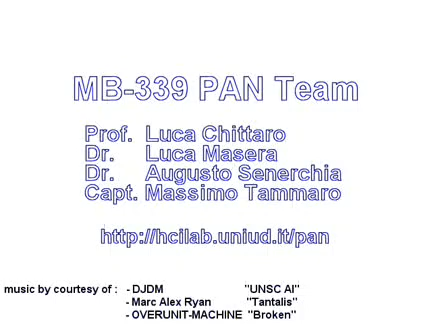 MB-339 PAN Team
Prof. Luca Chittaro
Dr. Luca Masera
Dr. Augusto Senerchia
Capt. Massimo Tammaro
http://hcilab.uniud.it/pan
music by courtesy of : - DJDM "UNSC AI"
- Marc Alex Ryan "Tantalis"
- OVERUNIT-MACHINE "Broken"